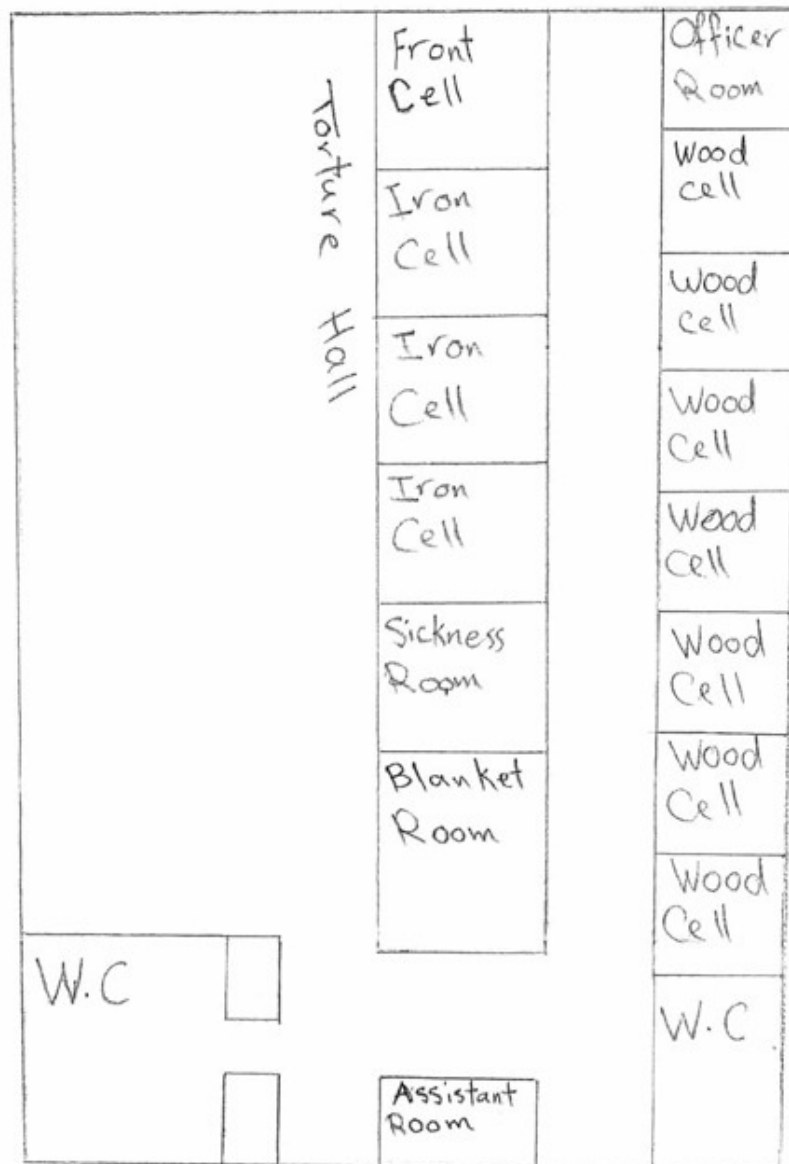 Torture Hall
Front
Cell
Iron
Cell
Iron
Cell
Iron
Cell
Sickness
Room
Blanket
Room
W.C
Assistant
Room
Officer
Room
Wood
cell
Wood
cell
Wood
Cell
Wood
Cell
Wood
Cell
Wood
Cell
Wood
Cell
W.C